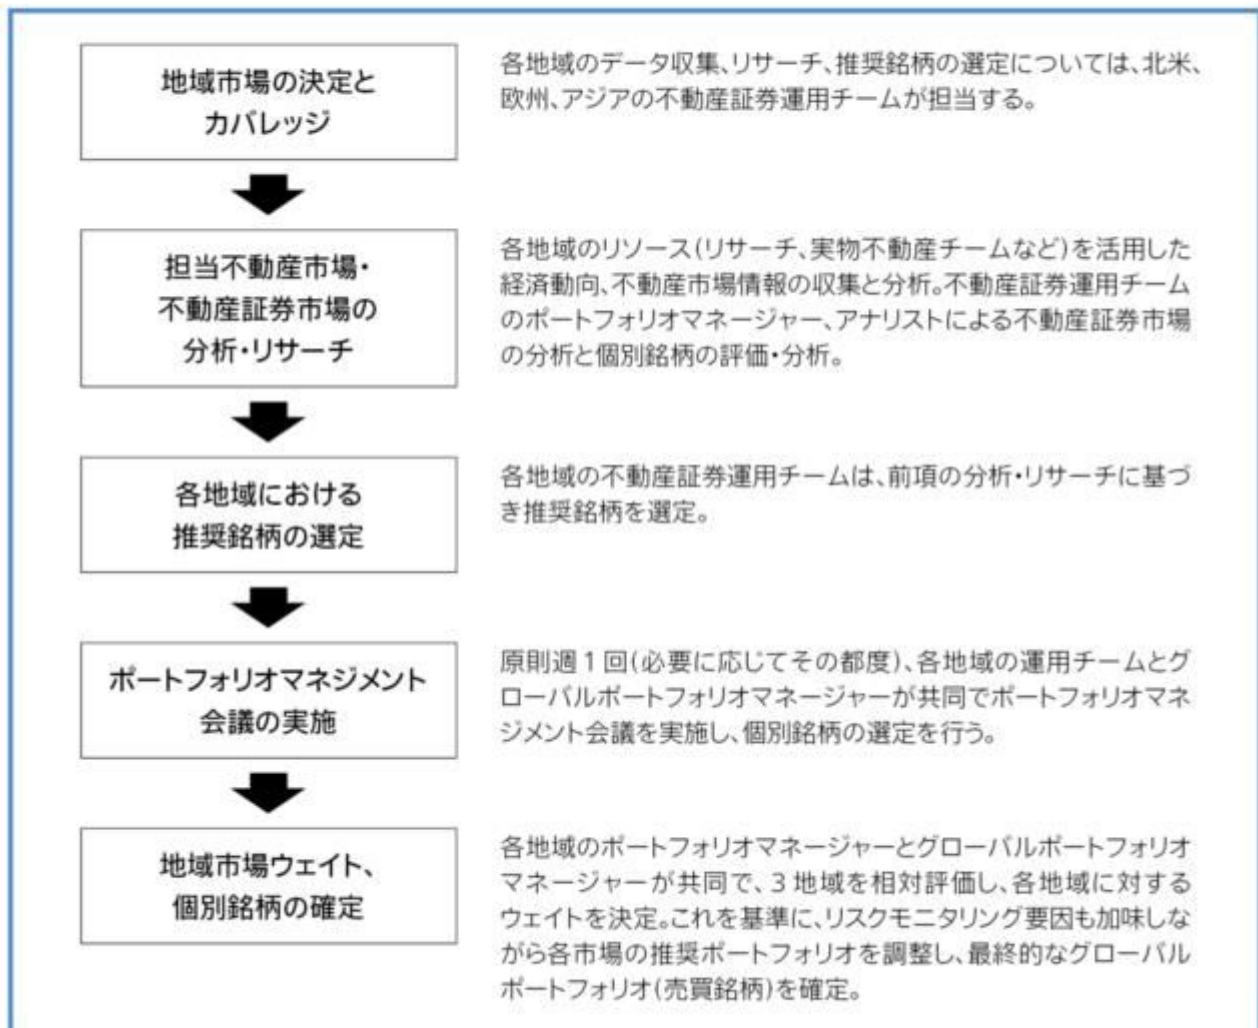 地域市場の決定と
カバレッジ
各地域のデータ収集、リサーチ、推奨銘柄の選定については、北米、
欧州、アジアの不動産証券運用チームが担当する。
担当不動産市場・
不動産証券市場の
分析・リサーチ
各地域のリソース(リサーチ、実物不動産チームなど)を活用した
経済動向、不動産市場情報の収集と分析。不動産証券運用チーム
のポートフォリオマネージャー、アナリストによる不動産証券市場
の分析と個別銘柄の評価・分析。
各地域における
推奨銘柄の選定
各地域の不動産証券運用チームは、前項の分析・リサーチに基づ
き推奨銘柄を選定。
ポートフォリオマネジメント
会議の実施
原則週1回(必要に応じてその都度)、各地域の運用チームとグ
ローバルポートフォリオマネージャーが共同でポートフォリオマネ
ジメント会議を実施し、個別銘柄の選定を行う。
地域市場ウェイト、
個別銘柄の確定
各地域のポートフォリオマネージャーとグローバルポートフォリオ
マネージャーが共同で、3地域を相対評価し、各地域に対する
ウェイトを決定。これを基準に、リスクモニタリング要因も加味しな
がら各市場の推奨ポートフォリオを調整し、最終的なグローバル
ポートフォリオ(売買銘柄)を確定。